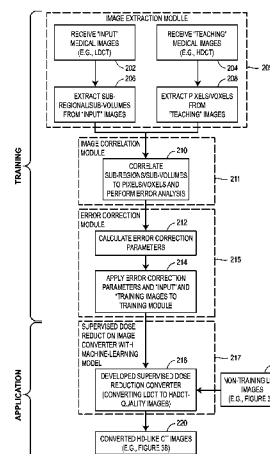 IMAGE EXTRACTION MODULE
RECEIVE "INPUT"
MEDICAL IMAGES
(E.G., LDCT)
RECEIVE "TEACHING"
MEDICAL IMAGES
(E.G., HDCT)
202
204
206
208
EXTRACT SUB-
REGIONAL/SUB-VOLUMES
FROM "INPUT" IMAGES
EXTRACT PIXELS/VOXELS
FROM
"TEACHING" IMAGES
TRAINING
IMAGE CORRELATION
MODULE
210
CORRELATE
SUB-REGIONS/SUB-VOLUMES
TO PIXELS/VOXELS AND
PERFORM ERROR ANALYSIS
211
ERROR CORRECTION
MODULE
212
CALCULATE ERROR CORRECTION
PARAMETERS
214
215
APPLY ERROR CORRECTION
PARAMETERS AND "INPUT" AND
"TRAINING IMAGES TO
TRAINING MODULE
SUPERVISED DOSE
REDUCTION IMAGE
CONVERTER WITH
MACHINE-LEARNING
MODEL
216
217
DEVELOPED SUPERVISED DOSE
REDUCTION CONVERTER
(CONVERTING LDCT TO HADCT-
QUALITY IMAGES)
NON-TRAINING
IMAGES
(E.G., FIGURE
APPLICATION
220
CONVERTED HD-LIKE CT IMAGES
(E.G., FIGURE 3B)